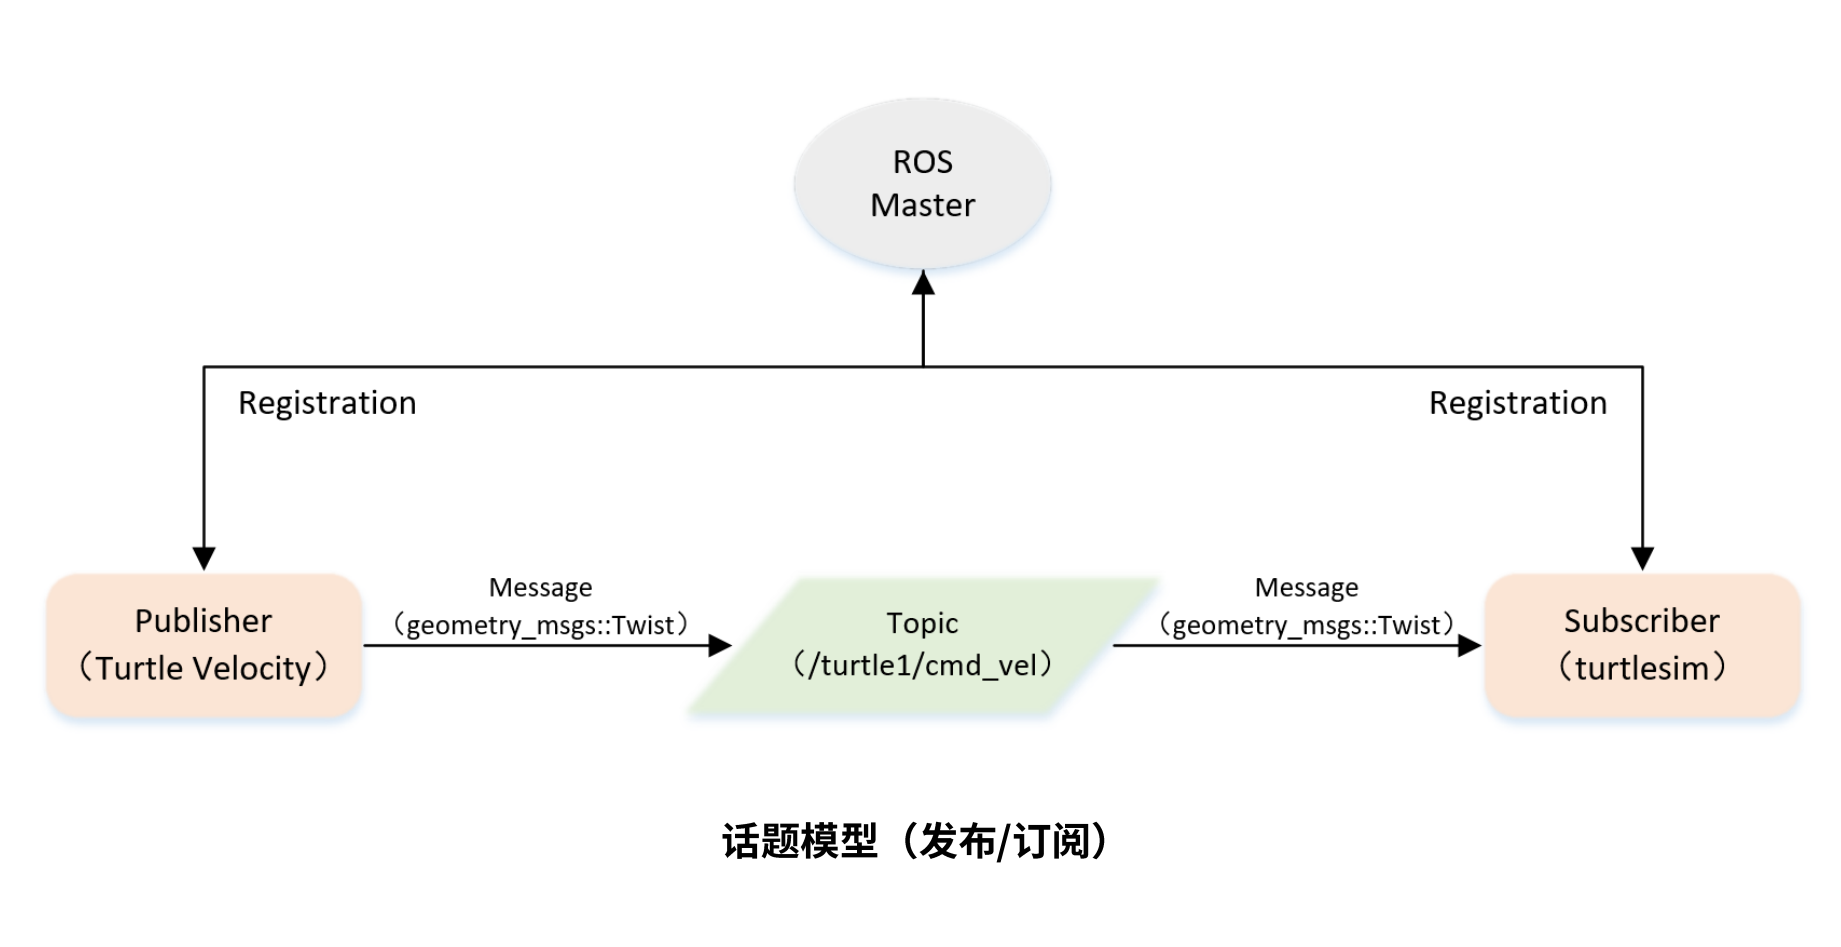 ROS
Master
Registration
Registration
Message
（geometry_msgs::Twist）
Message
（geometry_msgs::Twist）
Publisher
（Turtle Velocity）
Topic
（/turtle1/cmd_vel）
Subscriber
（turtlesim）
话题模型（发布/订阅）